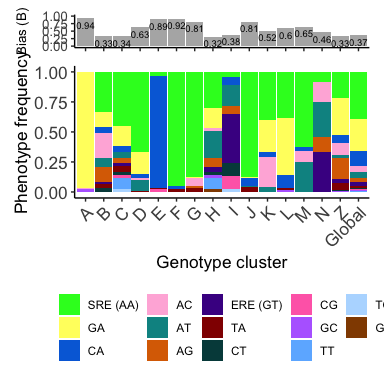 Bias (B)
1.00
0.75
0.50
0.25
0.00
0.94 0.33 0.34 0.63 0.89 0.92 0.81 0.32 0.38 0.81 0.52 0.6 0.65 0.46 0.33 0.37
Phenotype frequency
1.00
0.75
0.50
0.25
0.00
A B C D E F G H I J K L M N Z Global
Genotype cluster
SRE (AA) AC ERE (GT) CG
GA AT TA GC
CA AG CT TT